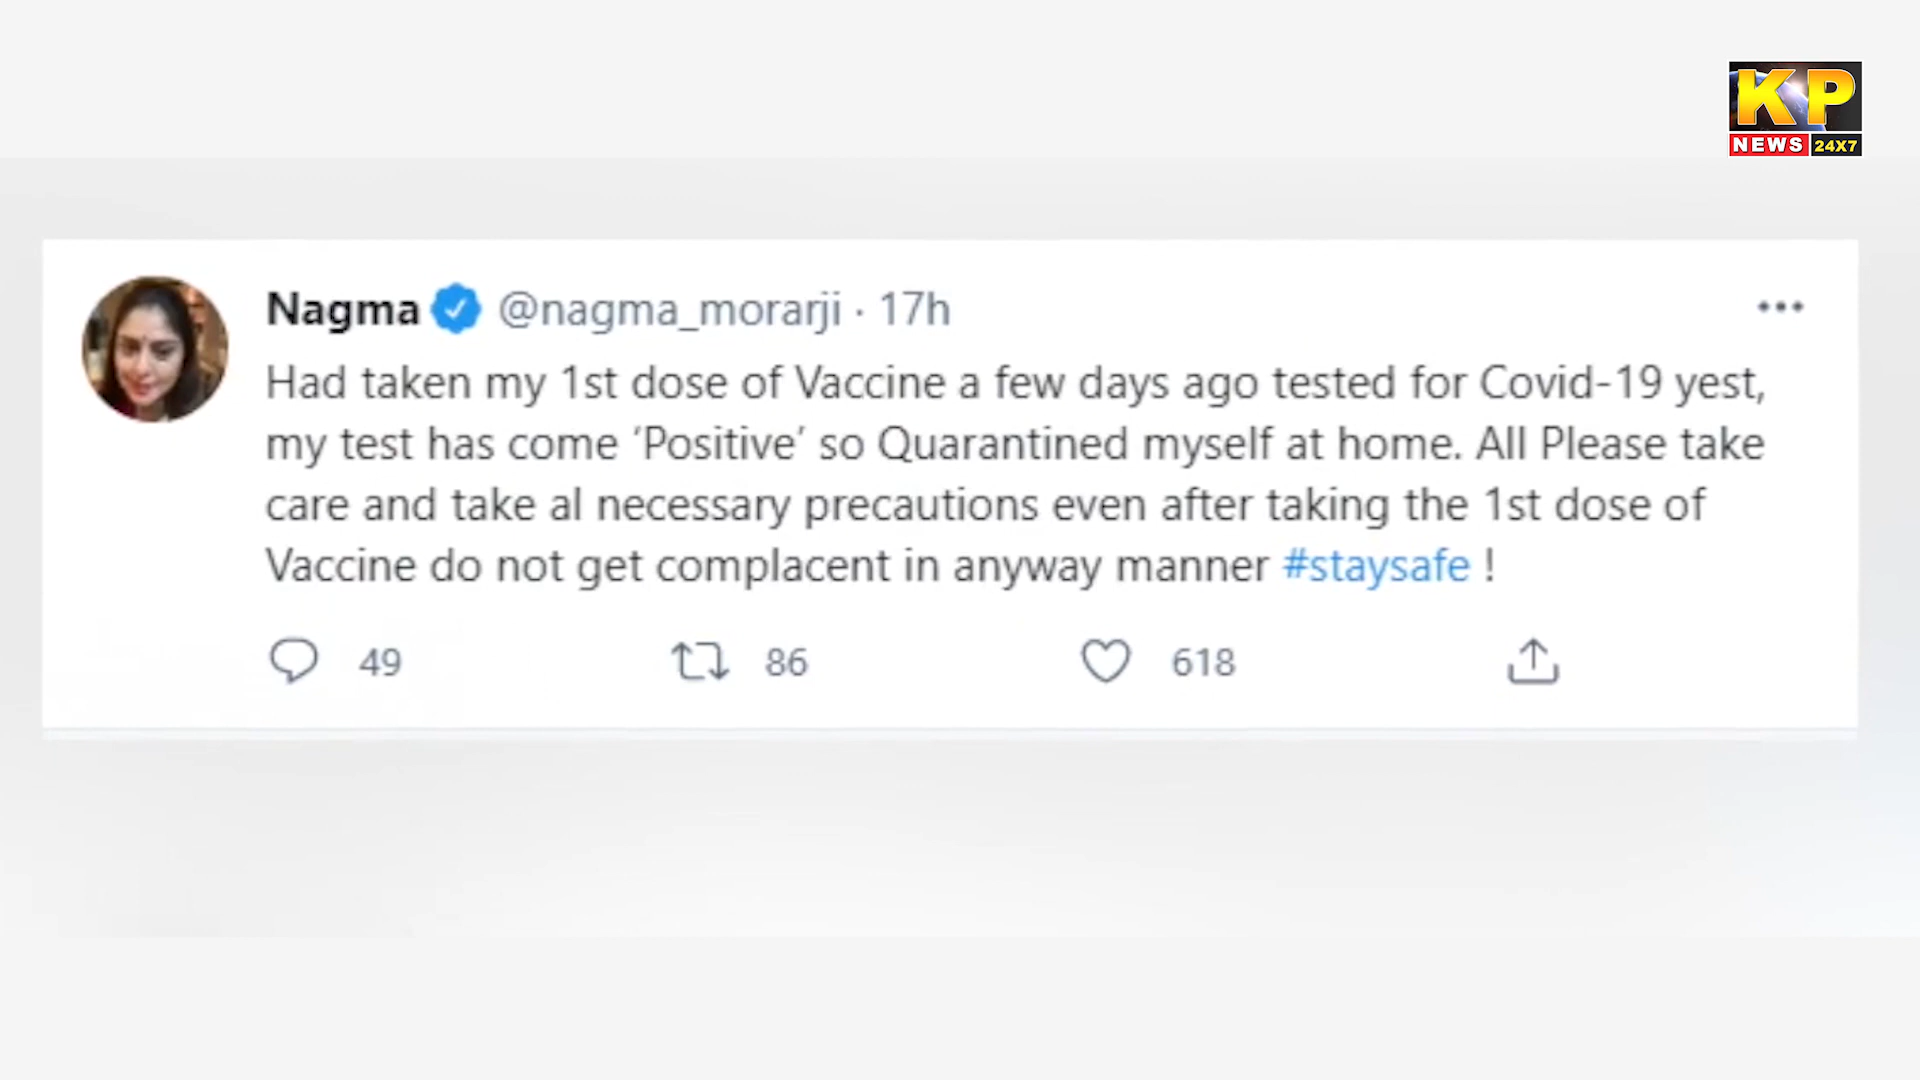 KP
NEWS 24X7
Nagma @nagma_morarji · 17h
Had taken my 1st dose of Vaccine a few days ago tested for Covid-19 yest,
my test has come ‘Positive’ so Quarantined myself at home. All Please take
care and take al necessary precautions even after taking the 1st dose of
Vaccine do not get complacent in anyway manner #staysafe !
49 86 618